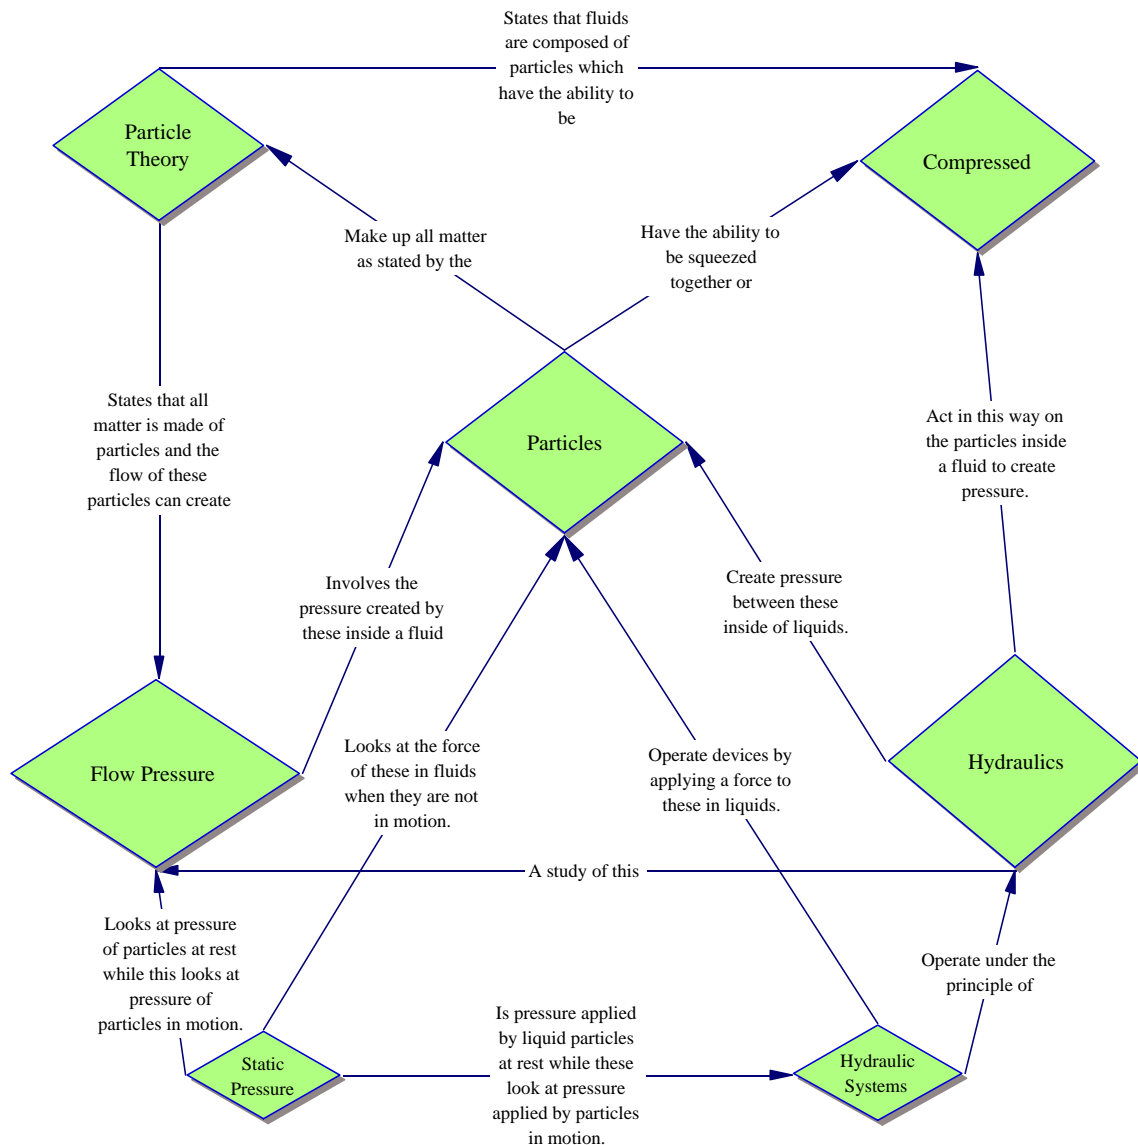 States that fluids
are composed of
particles which
have the ability to
be
Particle
Theory
Compressed
Make up all matter
as stated by the
Have the ability to
be squeezed
together or
States that all
matter is made of
particles and the
flow of these
particles can create
Particles
Act in this way on
the particles inside
a fluid to create
pressure.
Involves the
pressure created by
these inside a fluid
Create pressure
between these
inside of liquids.
Flow Pressure
Looks at the force
of these in fluids
when they are not
in motion.
Operate devices by
applying a force to
these in liquids.
Hydraulics
A study of this
Looks at pressure
of particles at rest
while this looks at
pressure of
particles in motion.
Operate under the
principle of
Static
Pressure
Is pressure applied
by liquid particles
at rest while these
look at pressure
applied by particles
in motion.
Hydraulic
Systems